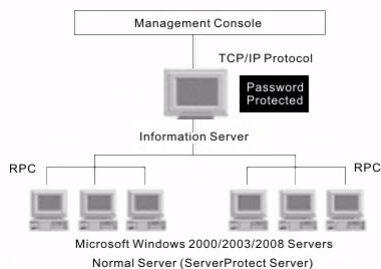 Management Console
TCP/IP Protocol
Password
Protected
Information Server
RPC
RPC
Microsoft Windows 2000/2003/2008 Servers
Normal Server (ServerProtect Server)